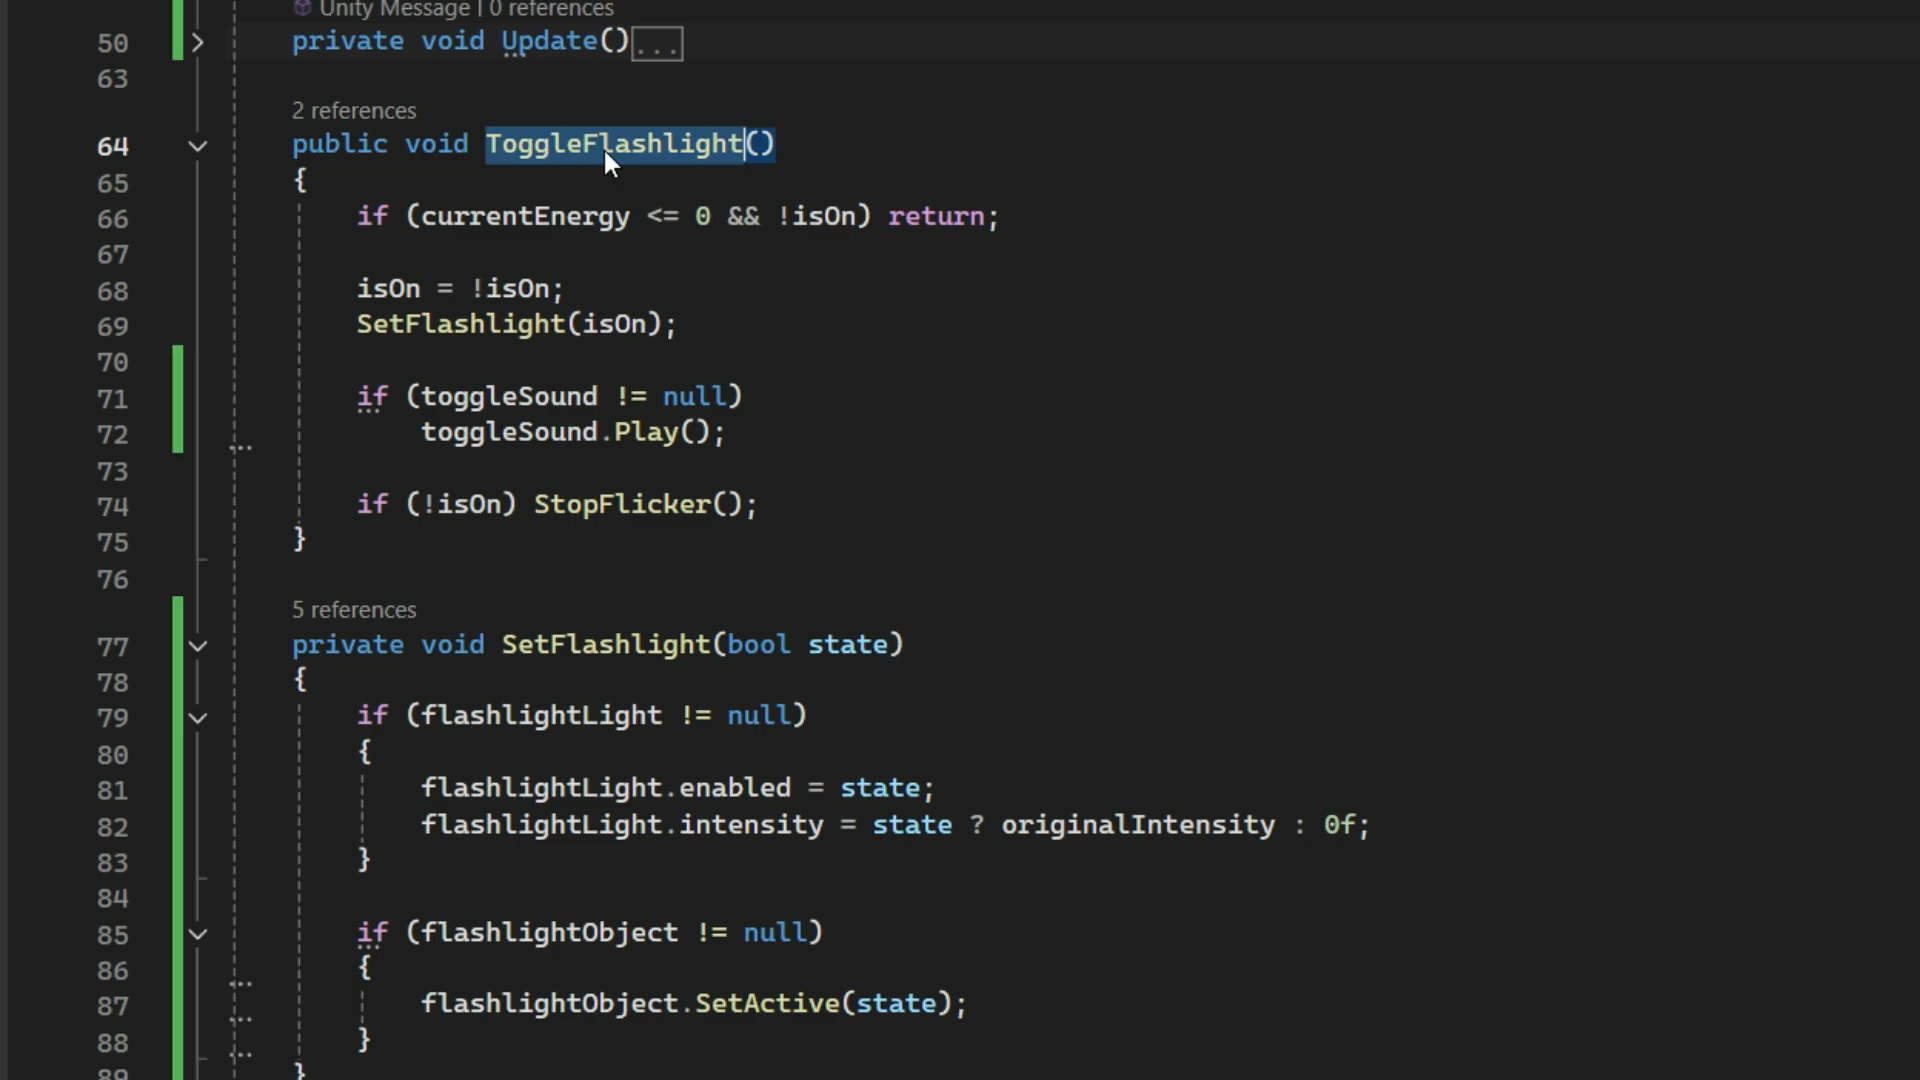 Unity Message | 0 references
50 private void Update()...
63
2 references
64 public void ToggleFlashlight()
65 {
66 if (currentEnergy <= 0 && !isOn) return;
67
68 isOn = !isOn;
69 SetFlashlight(isOn);
70
71 if (toggleSound != null)
72 toggleSound.Play();
73
74 if (!isOn) StopFlicker();
75 }
76
5 references
77 private void SetFlashlight(bool state)
78 {
79 if (flashlightLight != null)
80 {
81 flashlightLight.enabled = state;
82 flashlightLight.intensity = state ? originalIntensity : 0f;
83 }
84
85 if (flashlightObject != null)
86 {
87 flashlightObject.SetActive(state);
88 }
89 }